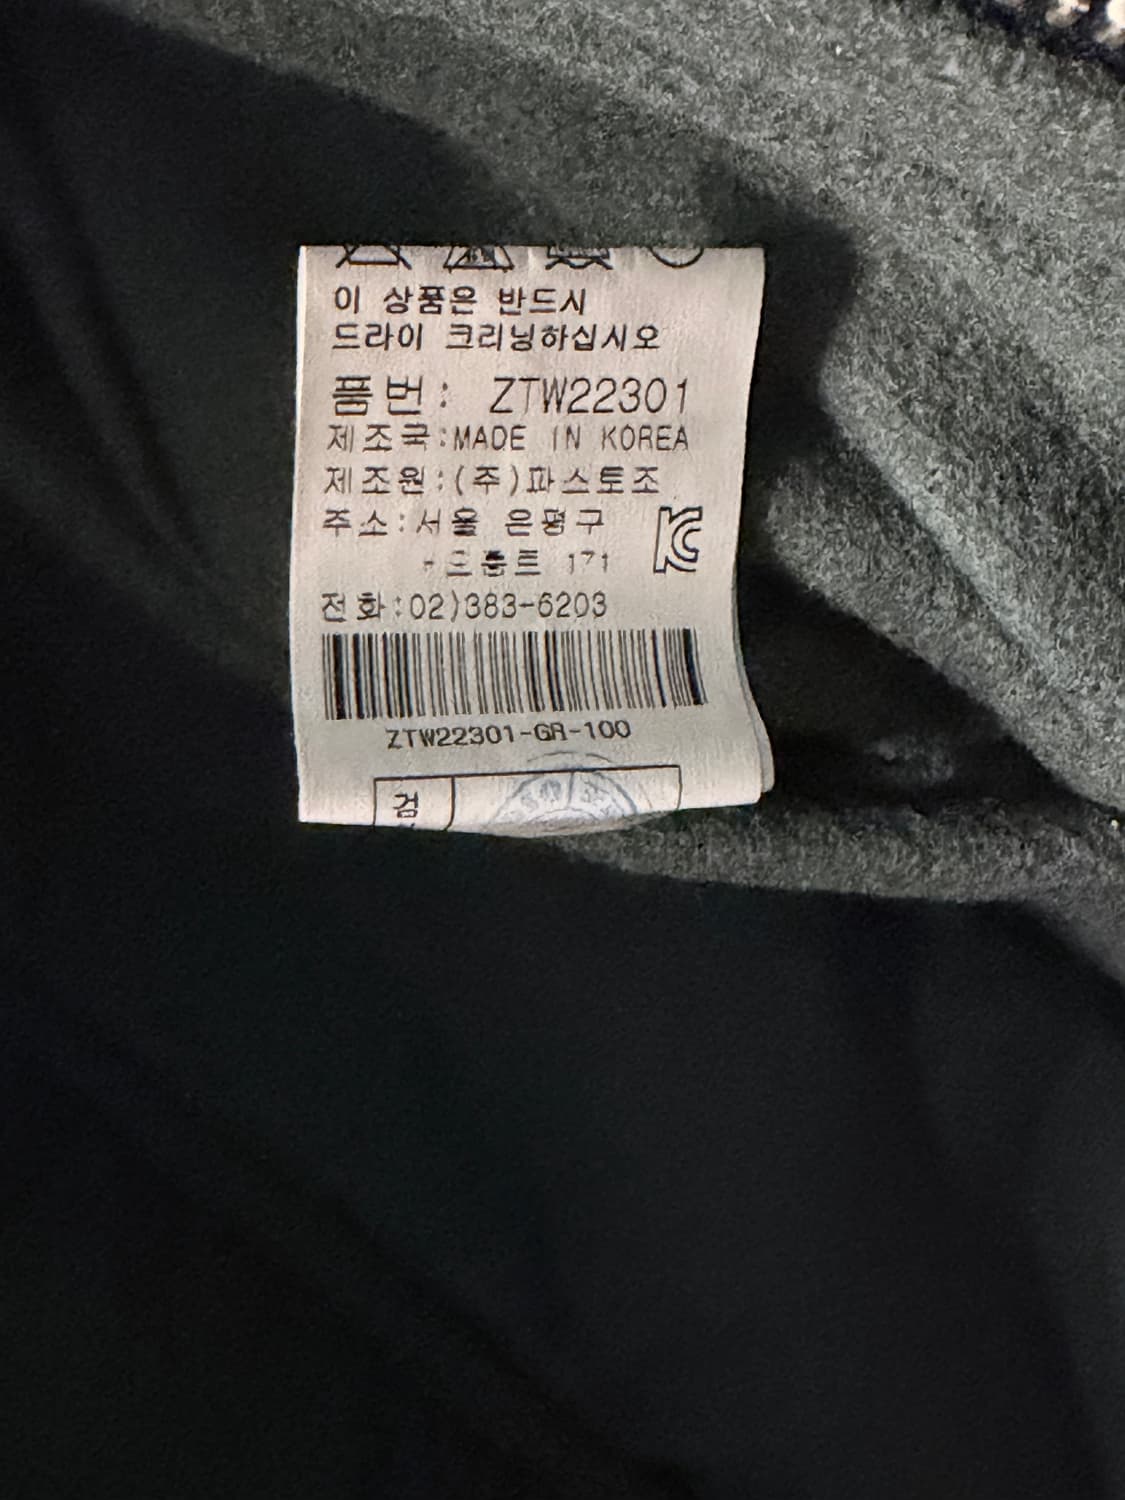 이 상품은 반드시
드라이 크리닝하십시오
품번: ZTW22301
제조국:MADE IN KOREA
제조원:(주)파스토조
주소:서울 은평구
171
전화:02)383-6203
ZTW22301-GR-100
검